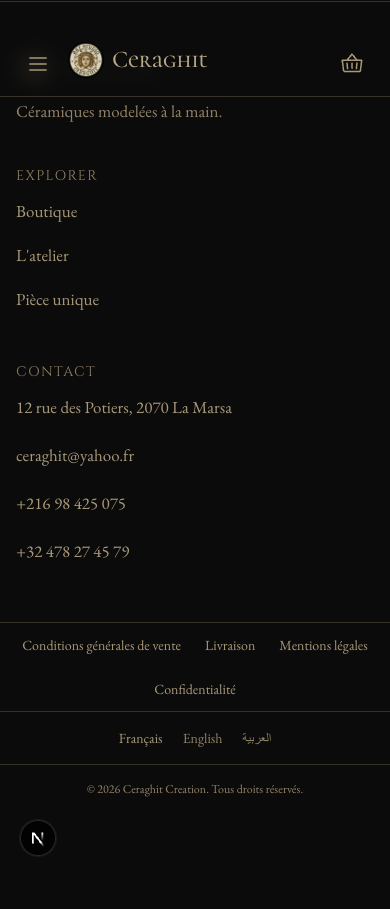 Ceraghit
Céramiques modelées à la main.
EXPLORER
Boutique
L'atelier
Pièce unique
CONTACT
12 rue des Potiers, 2070 La Marsa
ceraghit@yahoo.fr
+216 98 425 075
+32 478 27 45 79
Conditions générales de vente Livraison Mentions légales
Confidentialité
Français English العربية
© 2026 Ceraghit Creation. Tous droits réservés.
N